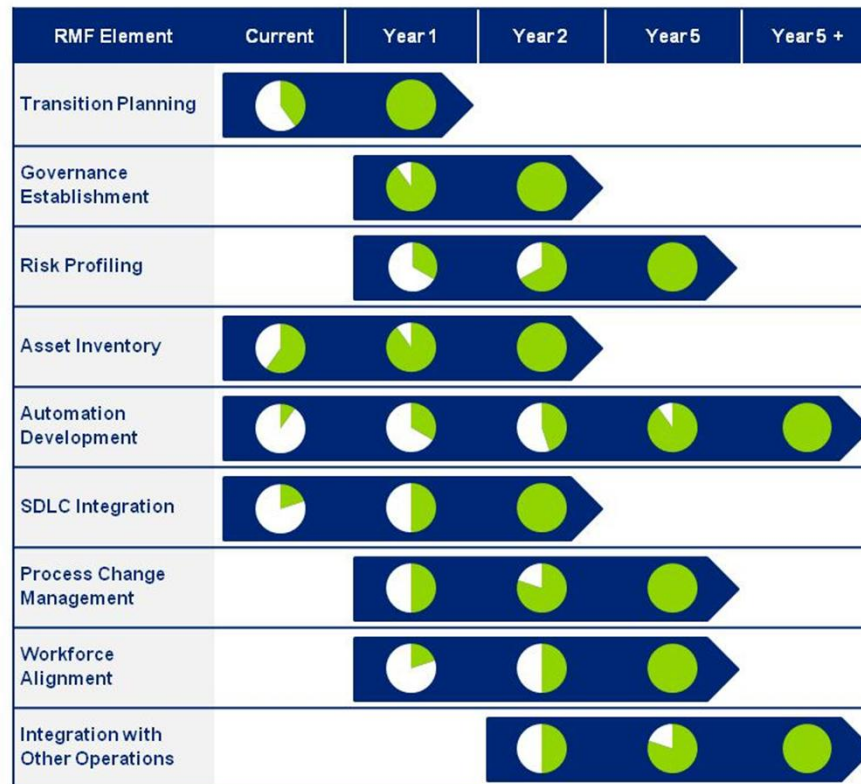 RMF Element Current Year 1 Year 2 Year 5 Year 5 +
Transition Planning
Governance
Establishment
Risk Profiling
Asset Inventory
Automation
Development
SDLC Integration
Process Change
Management
Workforce
Alignment
Integration with
Other Operations